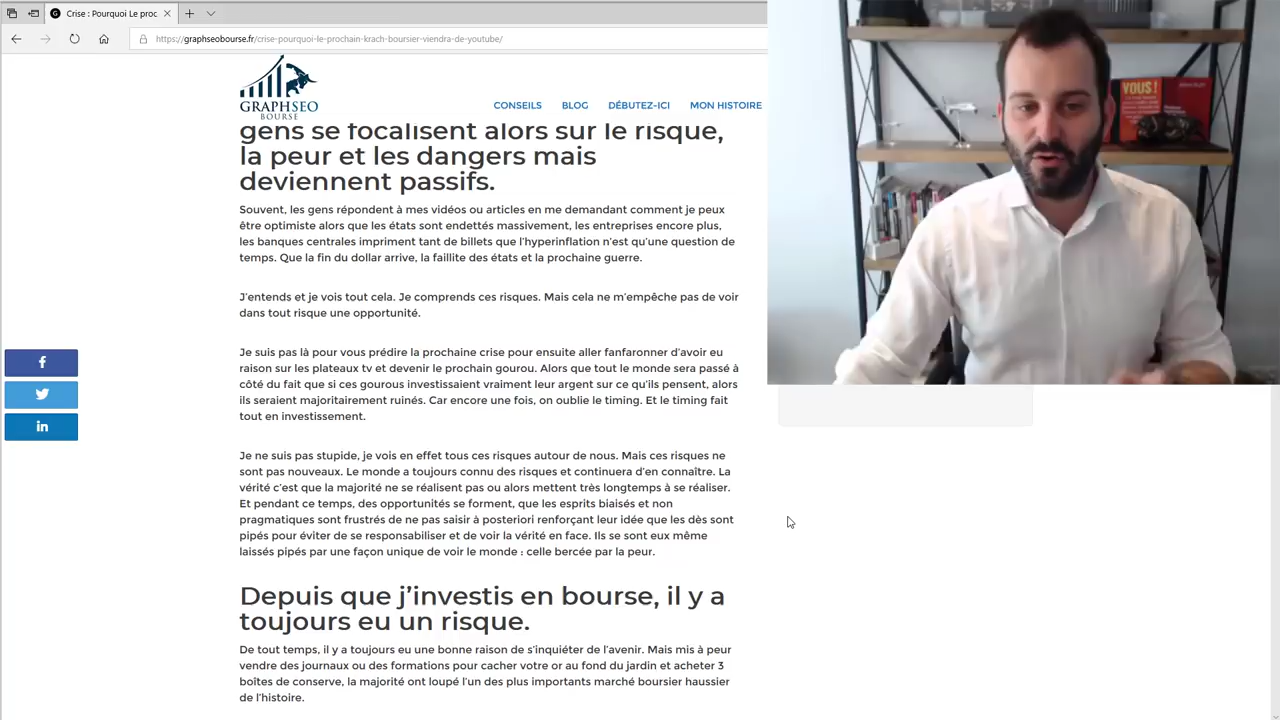 Crise : Pourquoi Le proc
https://graphseobourse.fr/crise-pourquoi-le-prochain-krach-boursier-viendra-de-youtube/
GRAPHSEO
BOURSE
CONSEILS
BLOG
DÉBUTEZ-ICI
MON HISTOIRE
gens se focalisent alors sur le risque,
la peur et les dangers mais
deviennent passifs.
Souvent, les gens répondent à mes vidéos ou articles en me demandant comment je peux
être optimiste alors que les états sont endettés massivement, les entreprises encore plus,
les banques centrales impriment tant de billets que l'hyperinflation n'est qu'une question de
temps. Que la fin du dollar arrive, la faillite des états et la prochaine guerre.
J'entends et je vois tout cela. Je comprends ces risques. Mais cela ne m'empêche pas de voir
dans tout risque une opportunité.
Je suis pas là pour vous prédire la prochaine crise pour ensuite aller fanfaronner d'avoir eu
raison sur les plateaux tv et devenir le prochain gourou. Alors que tout le monde sera passé à
côté du fait que si ces gourous investissaient vraiment leur argent sur ce qu'ils pensent, alors
ils seraient majoritairement ruinés. Car encore une fois, on oublie le timing. Et le timing fait
tout en investissement.
Je ne suis pas stupide, je vois en effet tous ces risques autour de nous. Mais ces risques ne
sont pas nouveaux. Le monde a toujours connu des risques et continuera d'en connaître. La
vérité c'est que la majorité ne se réalisent pas ou alors mettent très longtemps à se réaliser.
Et pendant ce temps, des opportunités se forment, que les esprits biaisés et non
pragmatiques sont frustrés de ne pas saisir à posteriori renforçant leur idée que les dès sont
pipés pour éviter de se responsabiliser et de voir la vérité en face. Ils se sont eux même
laissés pipés par une façon unique de voir le monde : celle bercée par la peur.
Depuis que j'investis en bourse, il y a
toujours eu un risque.
De tout temps, il y a toujours eu une bonne raison de s'inquiéter de l'avenir. Mais mis à peur
vendre des journaux ou des formations pour cacher votre or au fond du jardin et acheter 3
boîtes de conserve, la majorité ont loupé l'un des plus importants marché boursier haussier
de l'histoire.
VOUS !